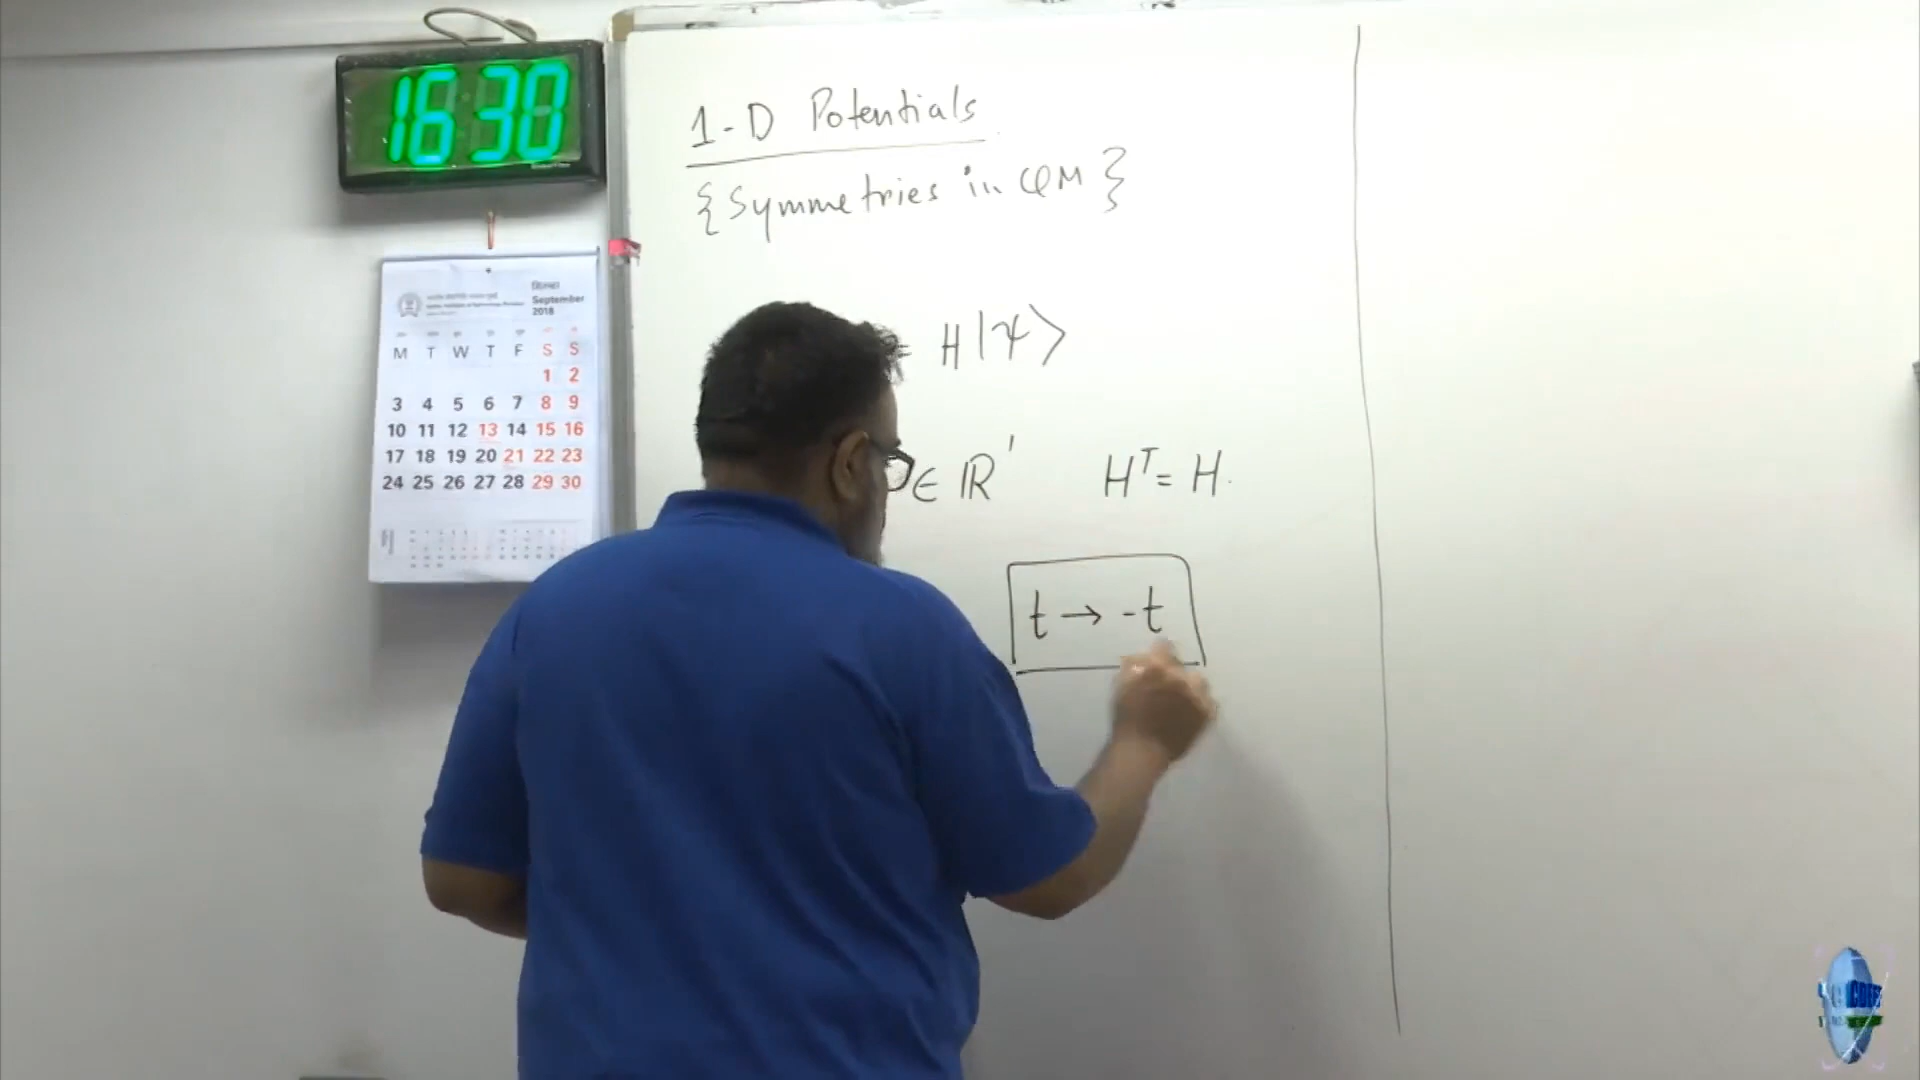 16:30
1-D Potentials
{Symmetries in QM}
= H|ψ⟩
∈ ℝ¹ Hᵀ = H.
t → -t
सितम्बर
September
2018
M T W T F S S
1 2
3 4 5 6 7 8 9
10 11 12 13 14 15 16
17 18 19 20 21 22 23
24 25 26 27 28 29 30